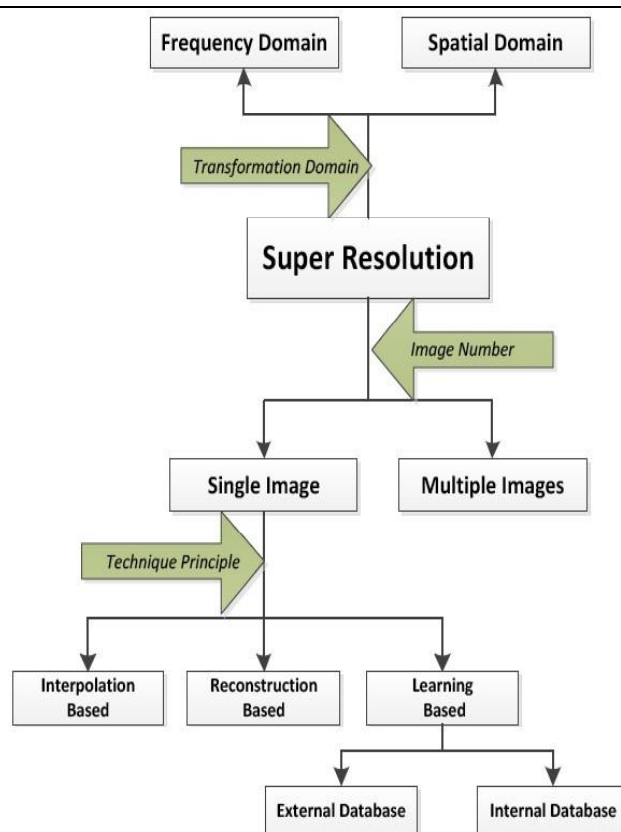 Frequency Domain
Spatial Domain
Transformation Domain
Super Resolution
Image Number
Single Image
Multiple Images
Technique Principle
Interpolation
Based
Reconstruction
Based
Learning
Based
External Database
Internal Database